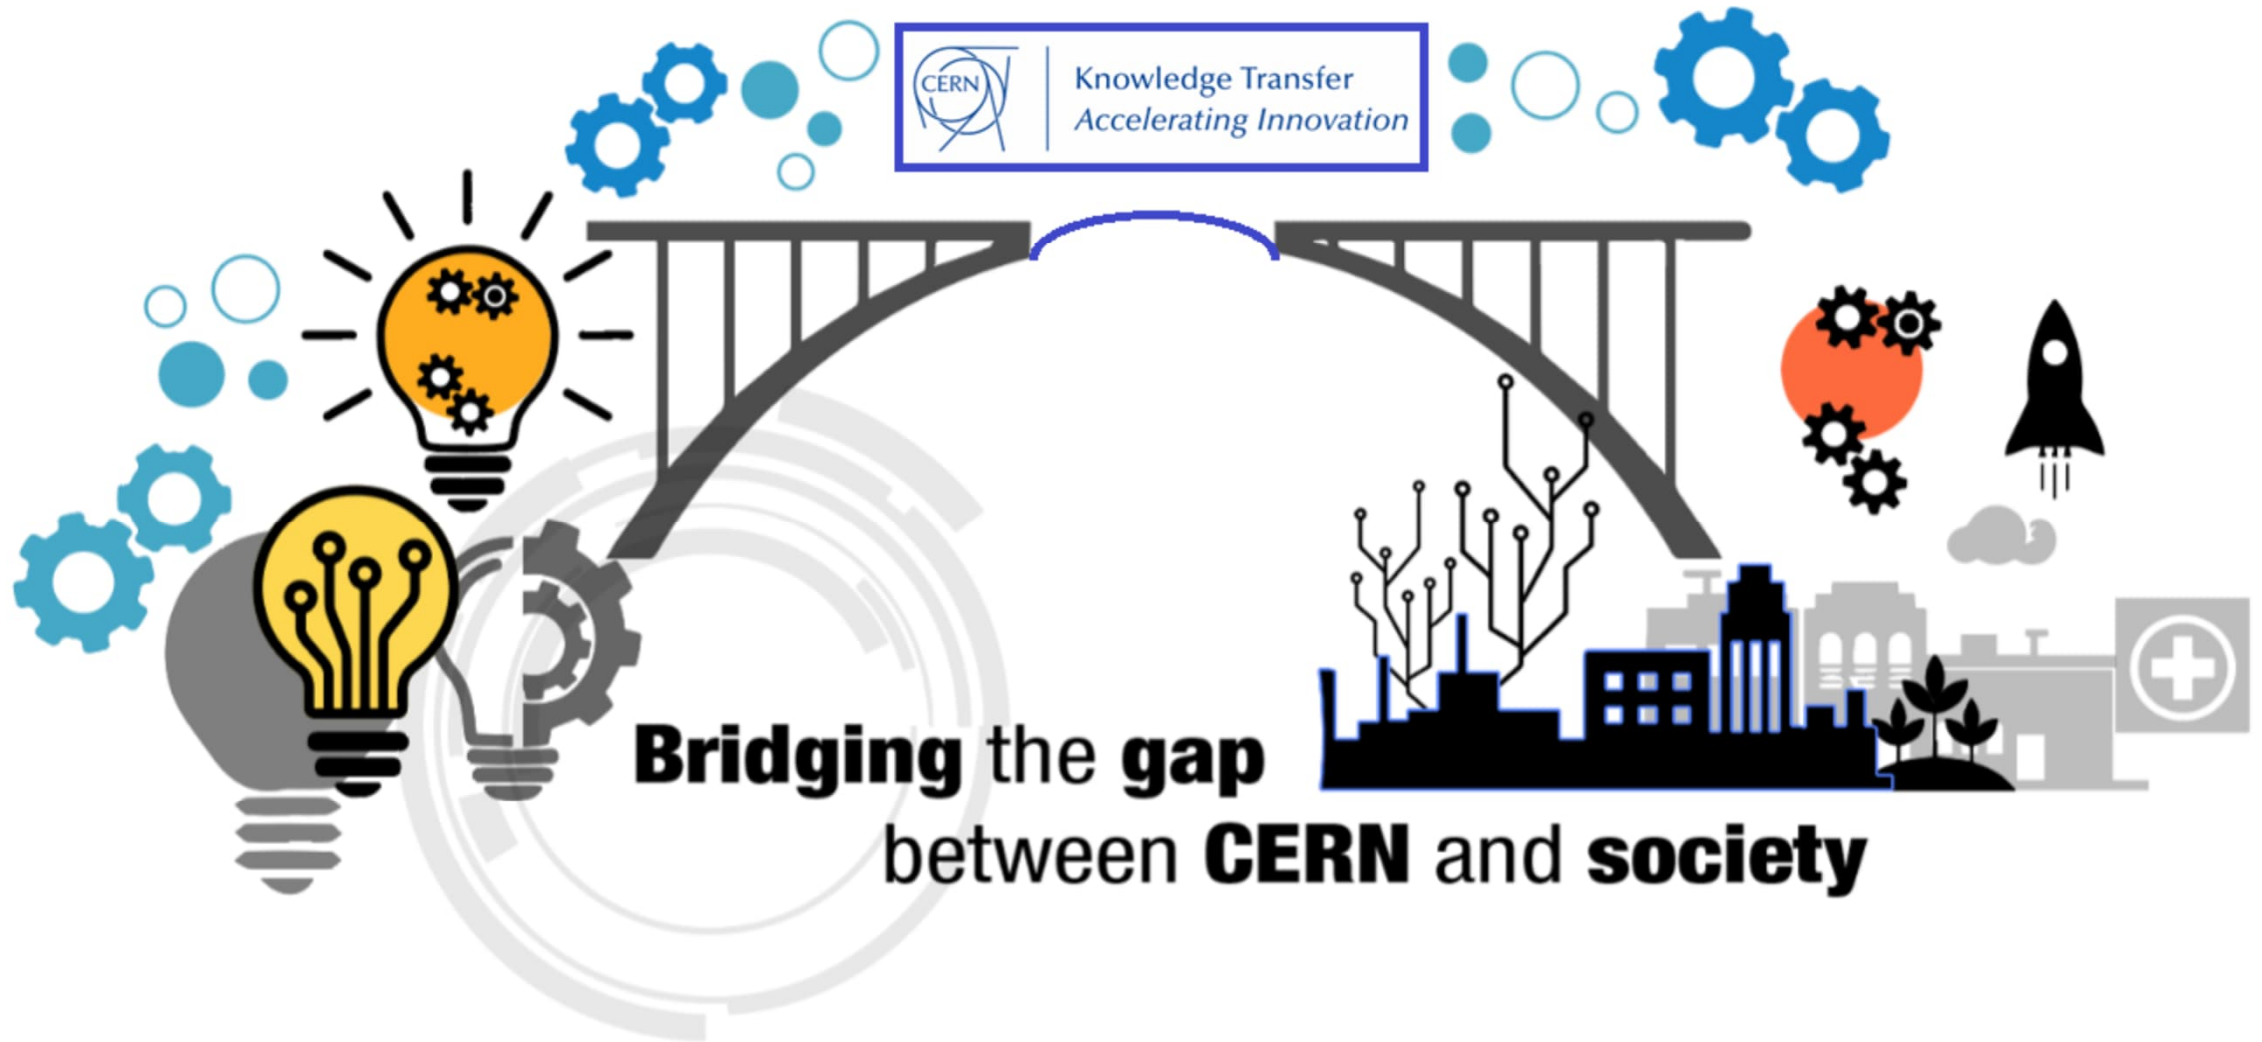 CERN
Knowledge Transfer
Accelerating Innovation
Bridging the gap
between CERN and society